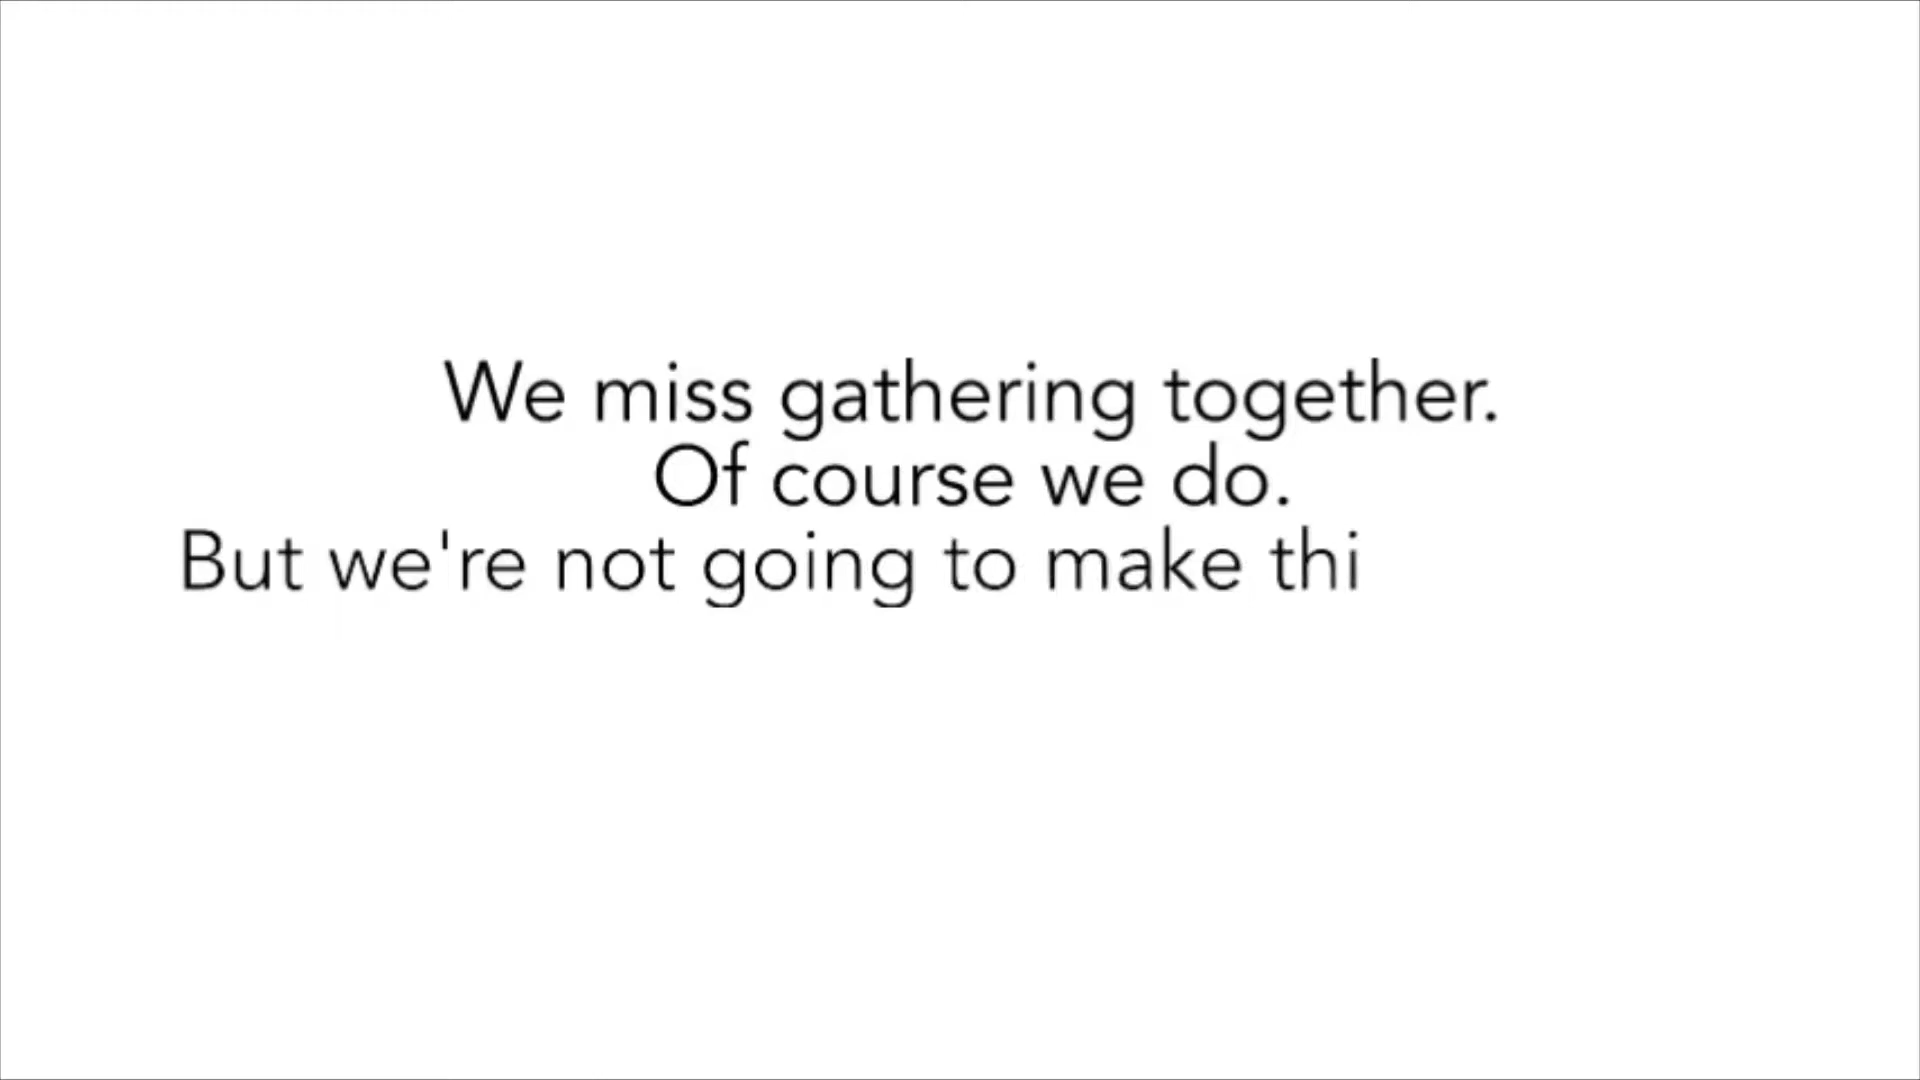 We miss gathering together.
Of course we do.
But we're not going to make thi